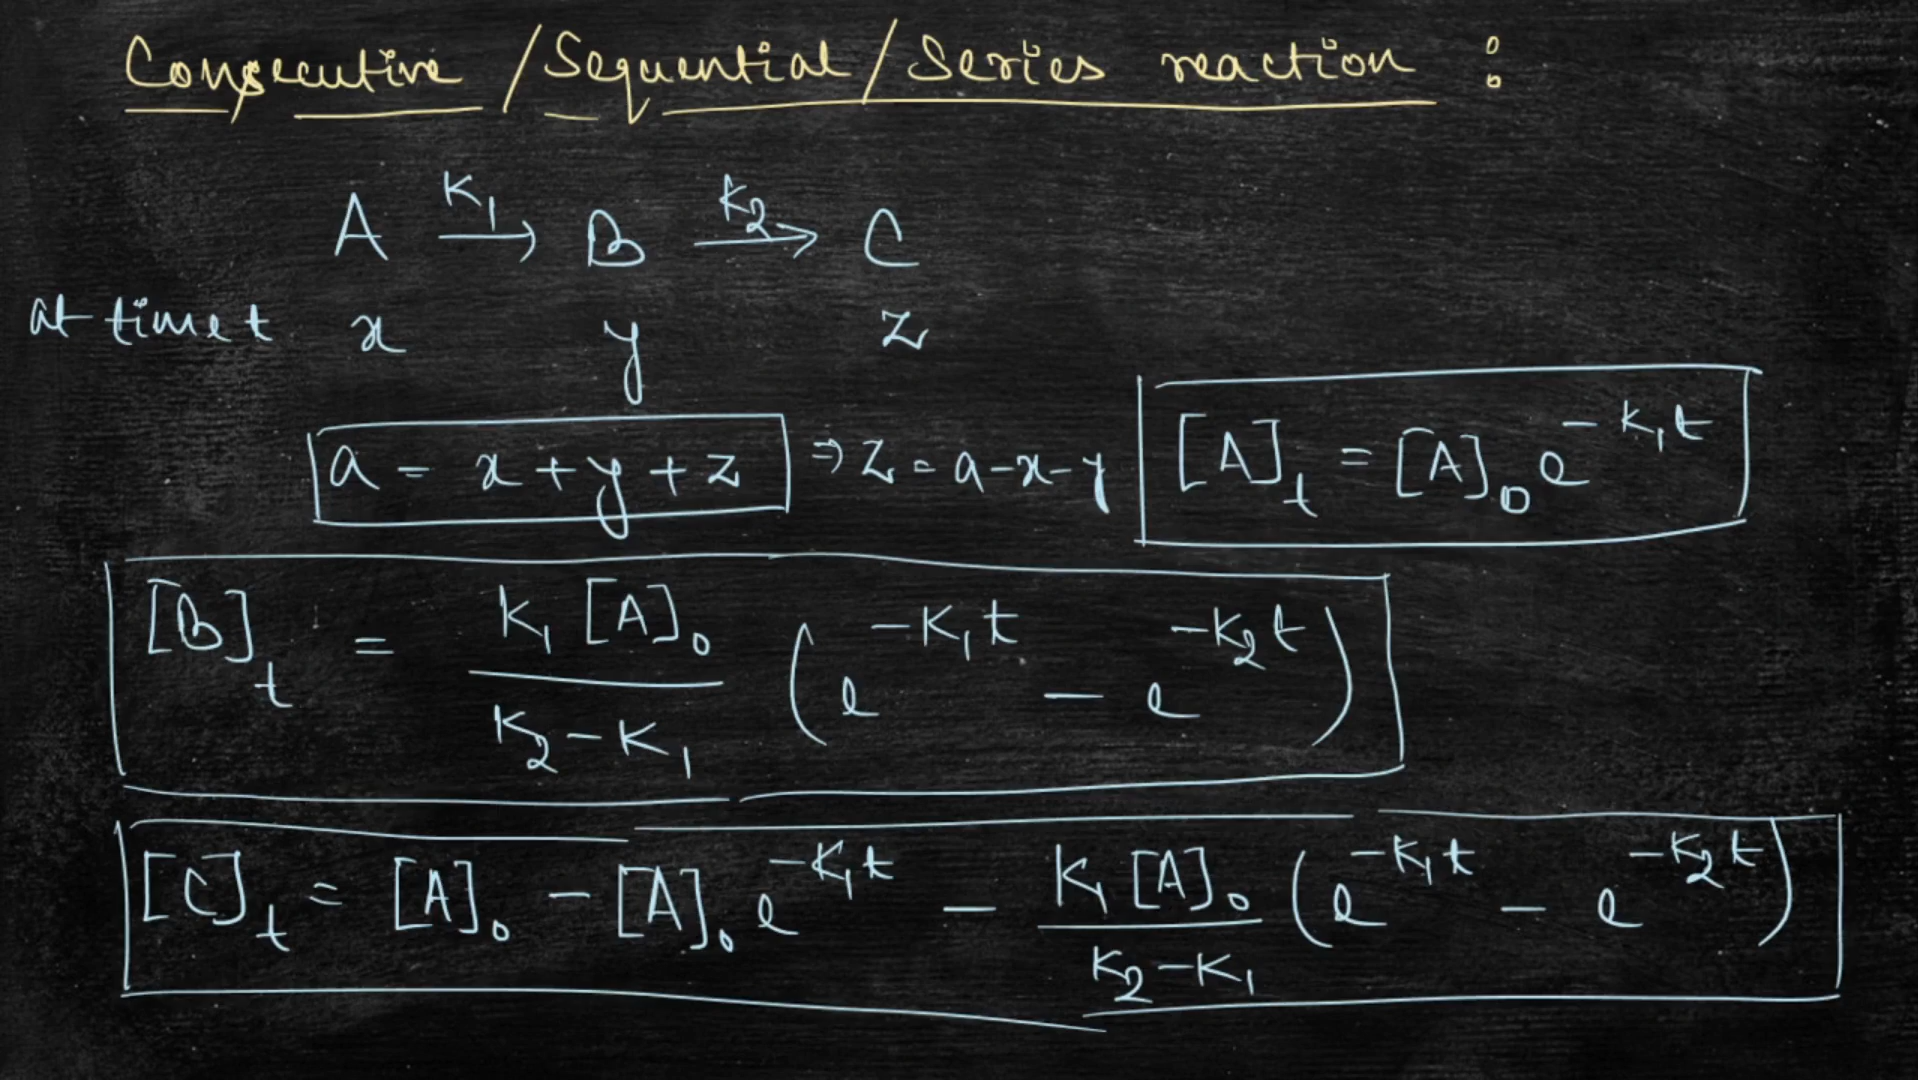 Consecutive / Sequential / Series reaction :
A K₁→ B k₂→ C
at time t x y z
a = x + y + z ⇒ z = a - x - y [A]ₜ = [A]₀ e^{-K₁t}
[B]ₜ = K₁ [A]₀ / K₂ - K₁ ( e^{-K₁t} - e^{-K₂t} )
[C]ₜ = [A]₀ - [A]₀ e^{-K₁t} - K₁ [A]₀ / K₂ - K₁ ( e^{-K₁t} - e^{-K₂t} )